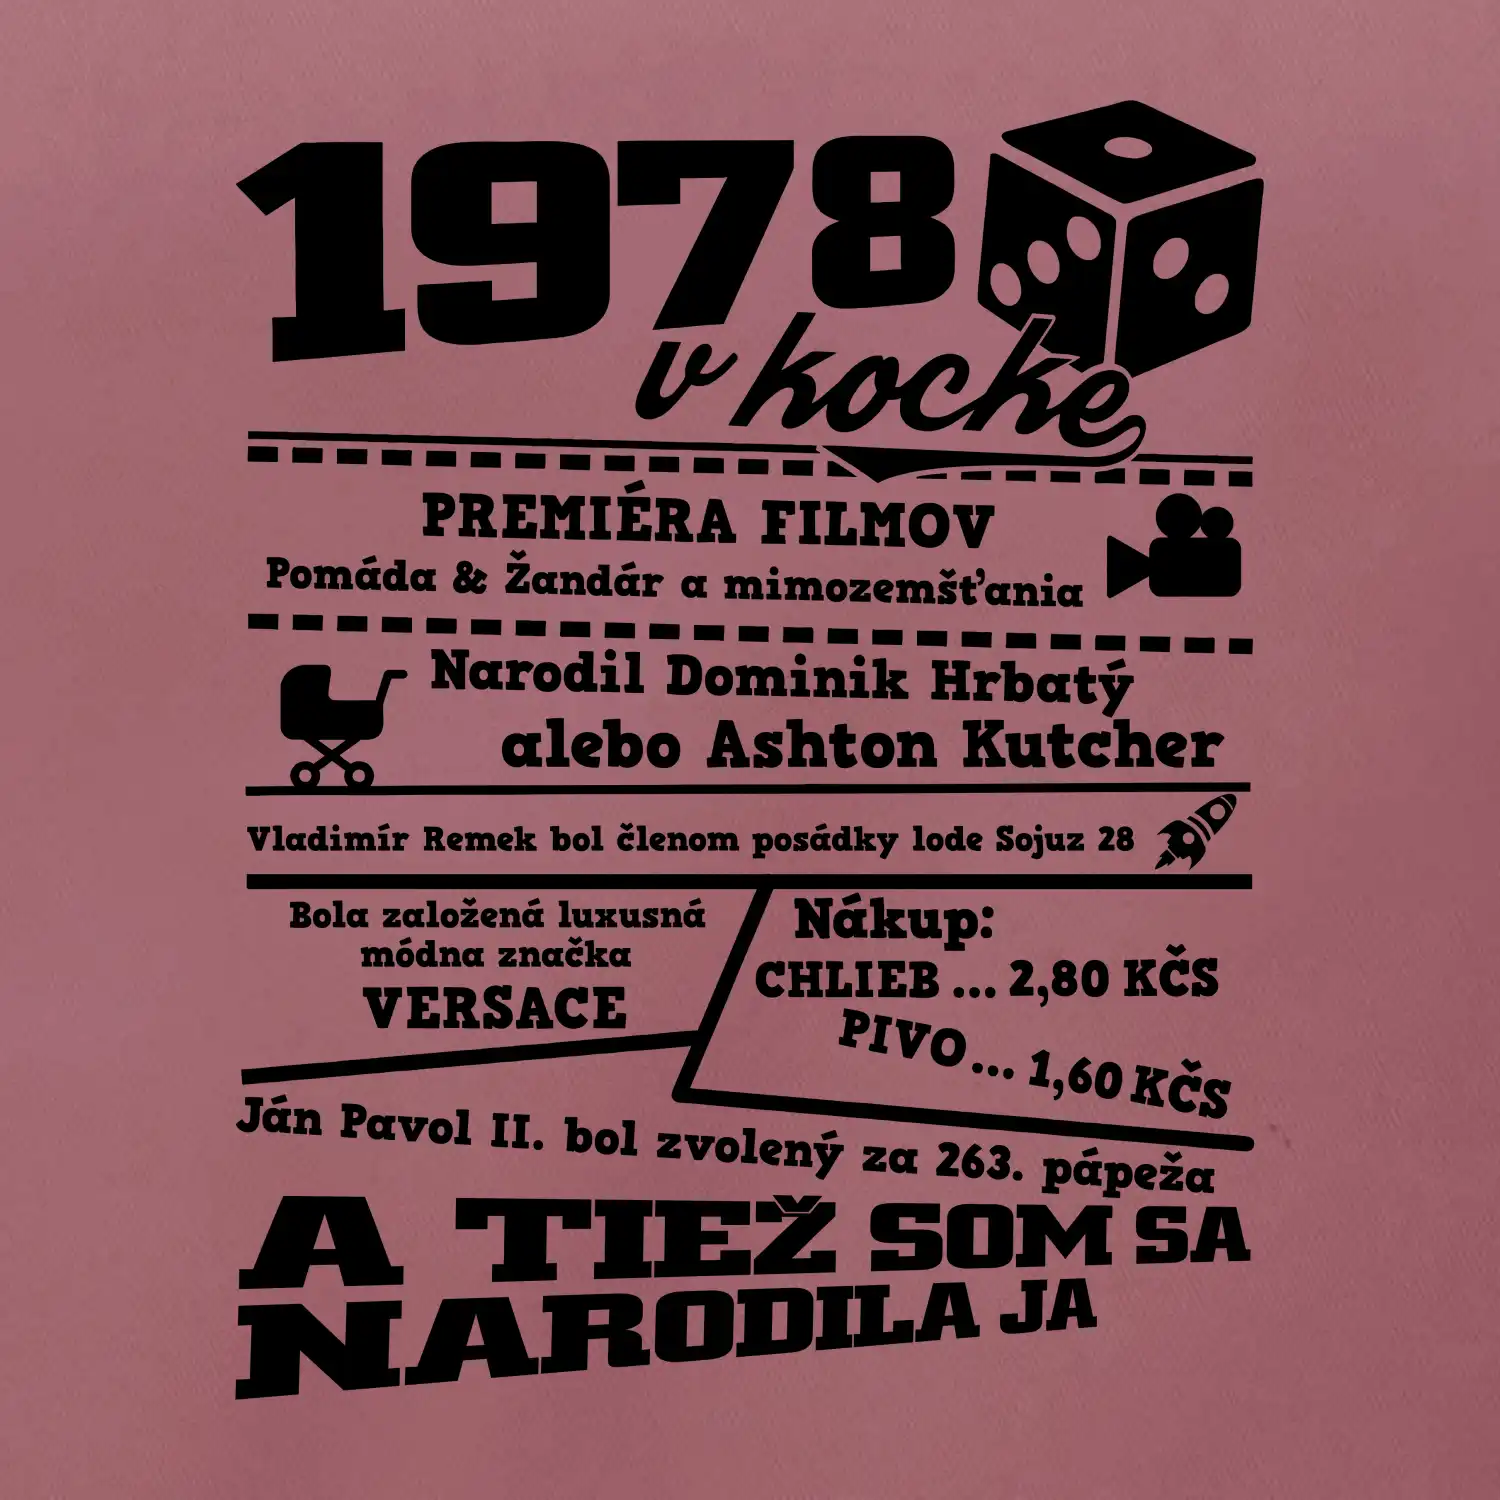 1978
v kocke
PREMIÉRA FILMOV
Pomáda & Žandár a mimozemšťania
Narodil Dominik Hrbatý
alebo Ashton Kutcher
Vladimír Remek bol členom posádky lode Sojuz 28
Bola založená luxusná
módna značka
VERSACE
Nákup:
CHLIEB ... 2,80 KČS
PIVO ... 1,60 KČS
Ján Pavol II. bol zvolený za 263. pápeža
A TIEŽ SOM SA
NARODILA JA